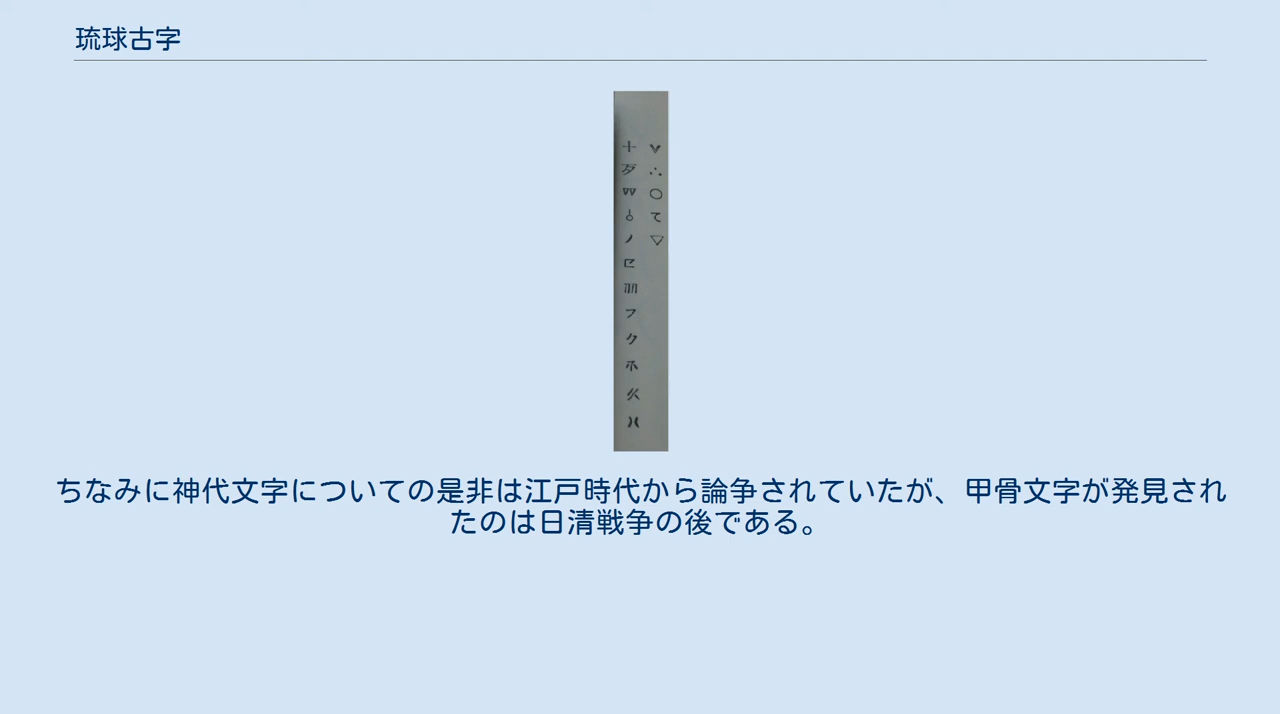 琉球古字
ちなみに神代文字についての是非は江戸時代から論争されていたが、甲骨文字が発見され
たのは日清戦争の後である。